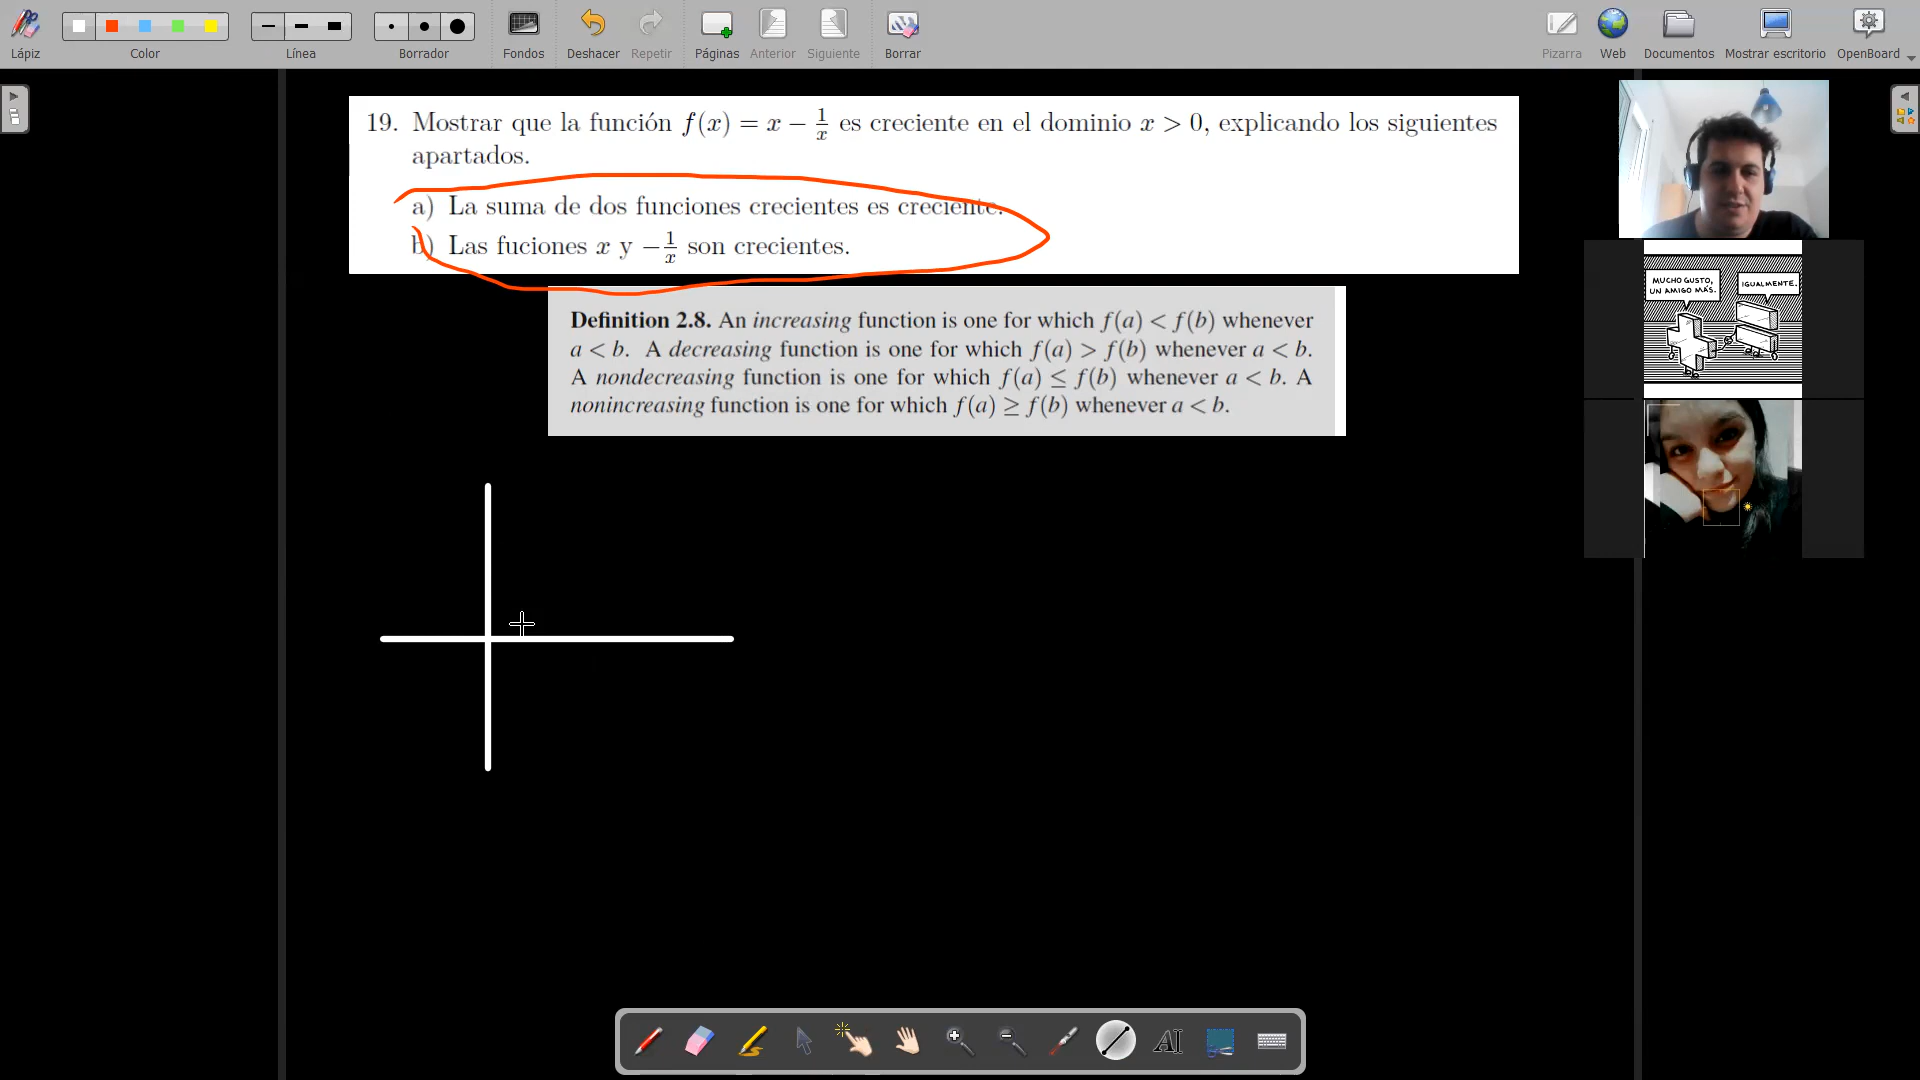 Lápiz
Color
Línea
Borrador
Fondos
Deshacer
Repetir
Páginas
Anterior
Siguiente
Borrar
Pizarra
Web
Documentos
Mostrar escritorio
OpenBoard
19. Mostrar que la función f(x) = x − 1/x es creciente en el dominio x > 0, explicando los siguientes
apartados.
a) La suma de dos funciones crecientes es creciente.
b) Las fuciones x y −1/x son crecientes.
Definition 2.8. An increasing function is one for which f(a) < f(b) whenever
a < b. A decreasing function is one for which f(a) > f(b) whenever a < b.
A nondecreasing function is one for which f(a) ≤ f(b) whenever a < b. A
nonincreasing function is one for which f(a) ≥ f(b) whenever a < b.
MUCHO GUSTO,
UN AMIGO MÁS.
IGUALMENTE.
AI